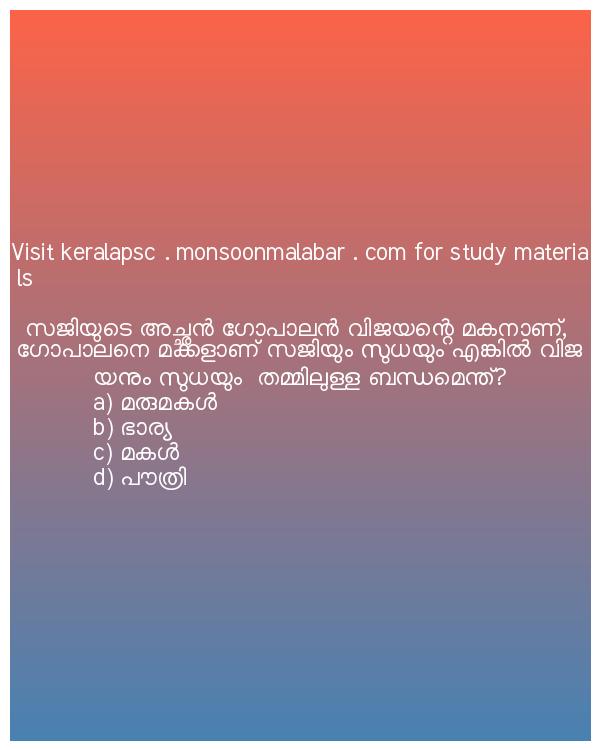 Visit keralapsc . monsoonmalabar . com for study materia
ls
സജിയുടെ അച്ഛൻ ഗോപാലൻ വിജയന്റെ മകനാണ്,
ഗോപാലനെ മക്കളാണ് സജിയും സുധയും എങ്കിൽ വിജ
യനും സുധയും  തമ്മിലുള്ള ബന്ധമെന്ത്?
a) മരുമകൾ
b) ഭാര്യ
c) മകൾ
d) പൗത്രി